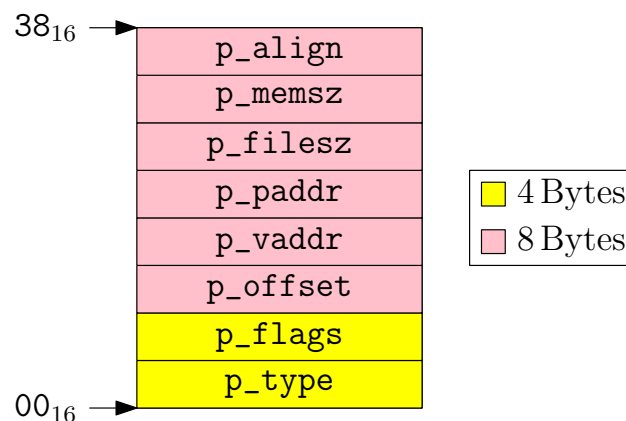 38₁₆
p_align
p_memsz
p_filesz
p_paddr
p_vaddr
p_offset
p_flags
p_type
00₁₆
4 Bytes
8 Bytes